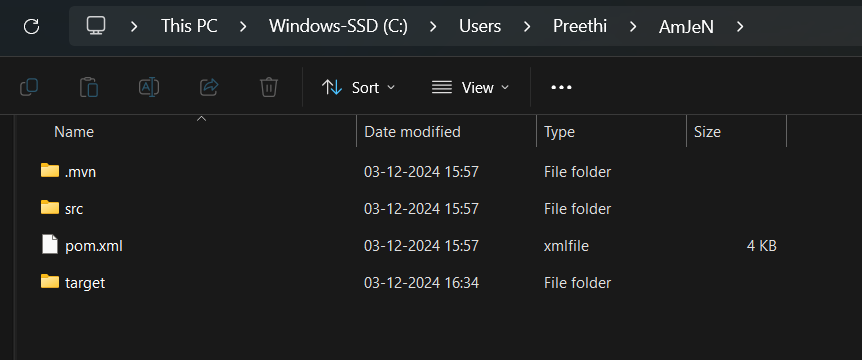 This PC > Windows-SSD (C:) > Users > Preethi > AmJeN >
Sort View
Name Date modified Type Size
.mvn 03-12-2024 15:57 File folder
src 03-12-2024 15:57 File folder
pom.xml 03-12-2024 15:57 xmlfile 4 KB
target 03-12-2024 16:34 File folder